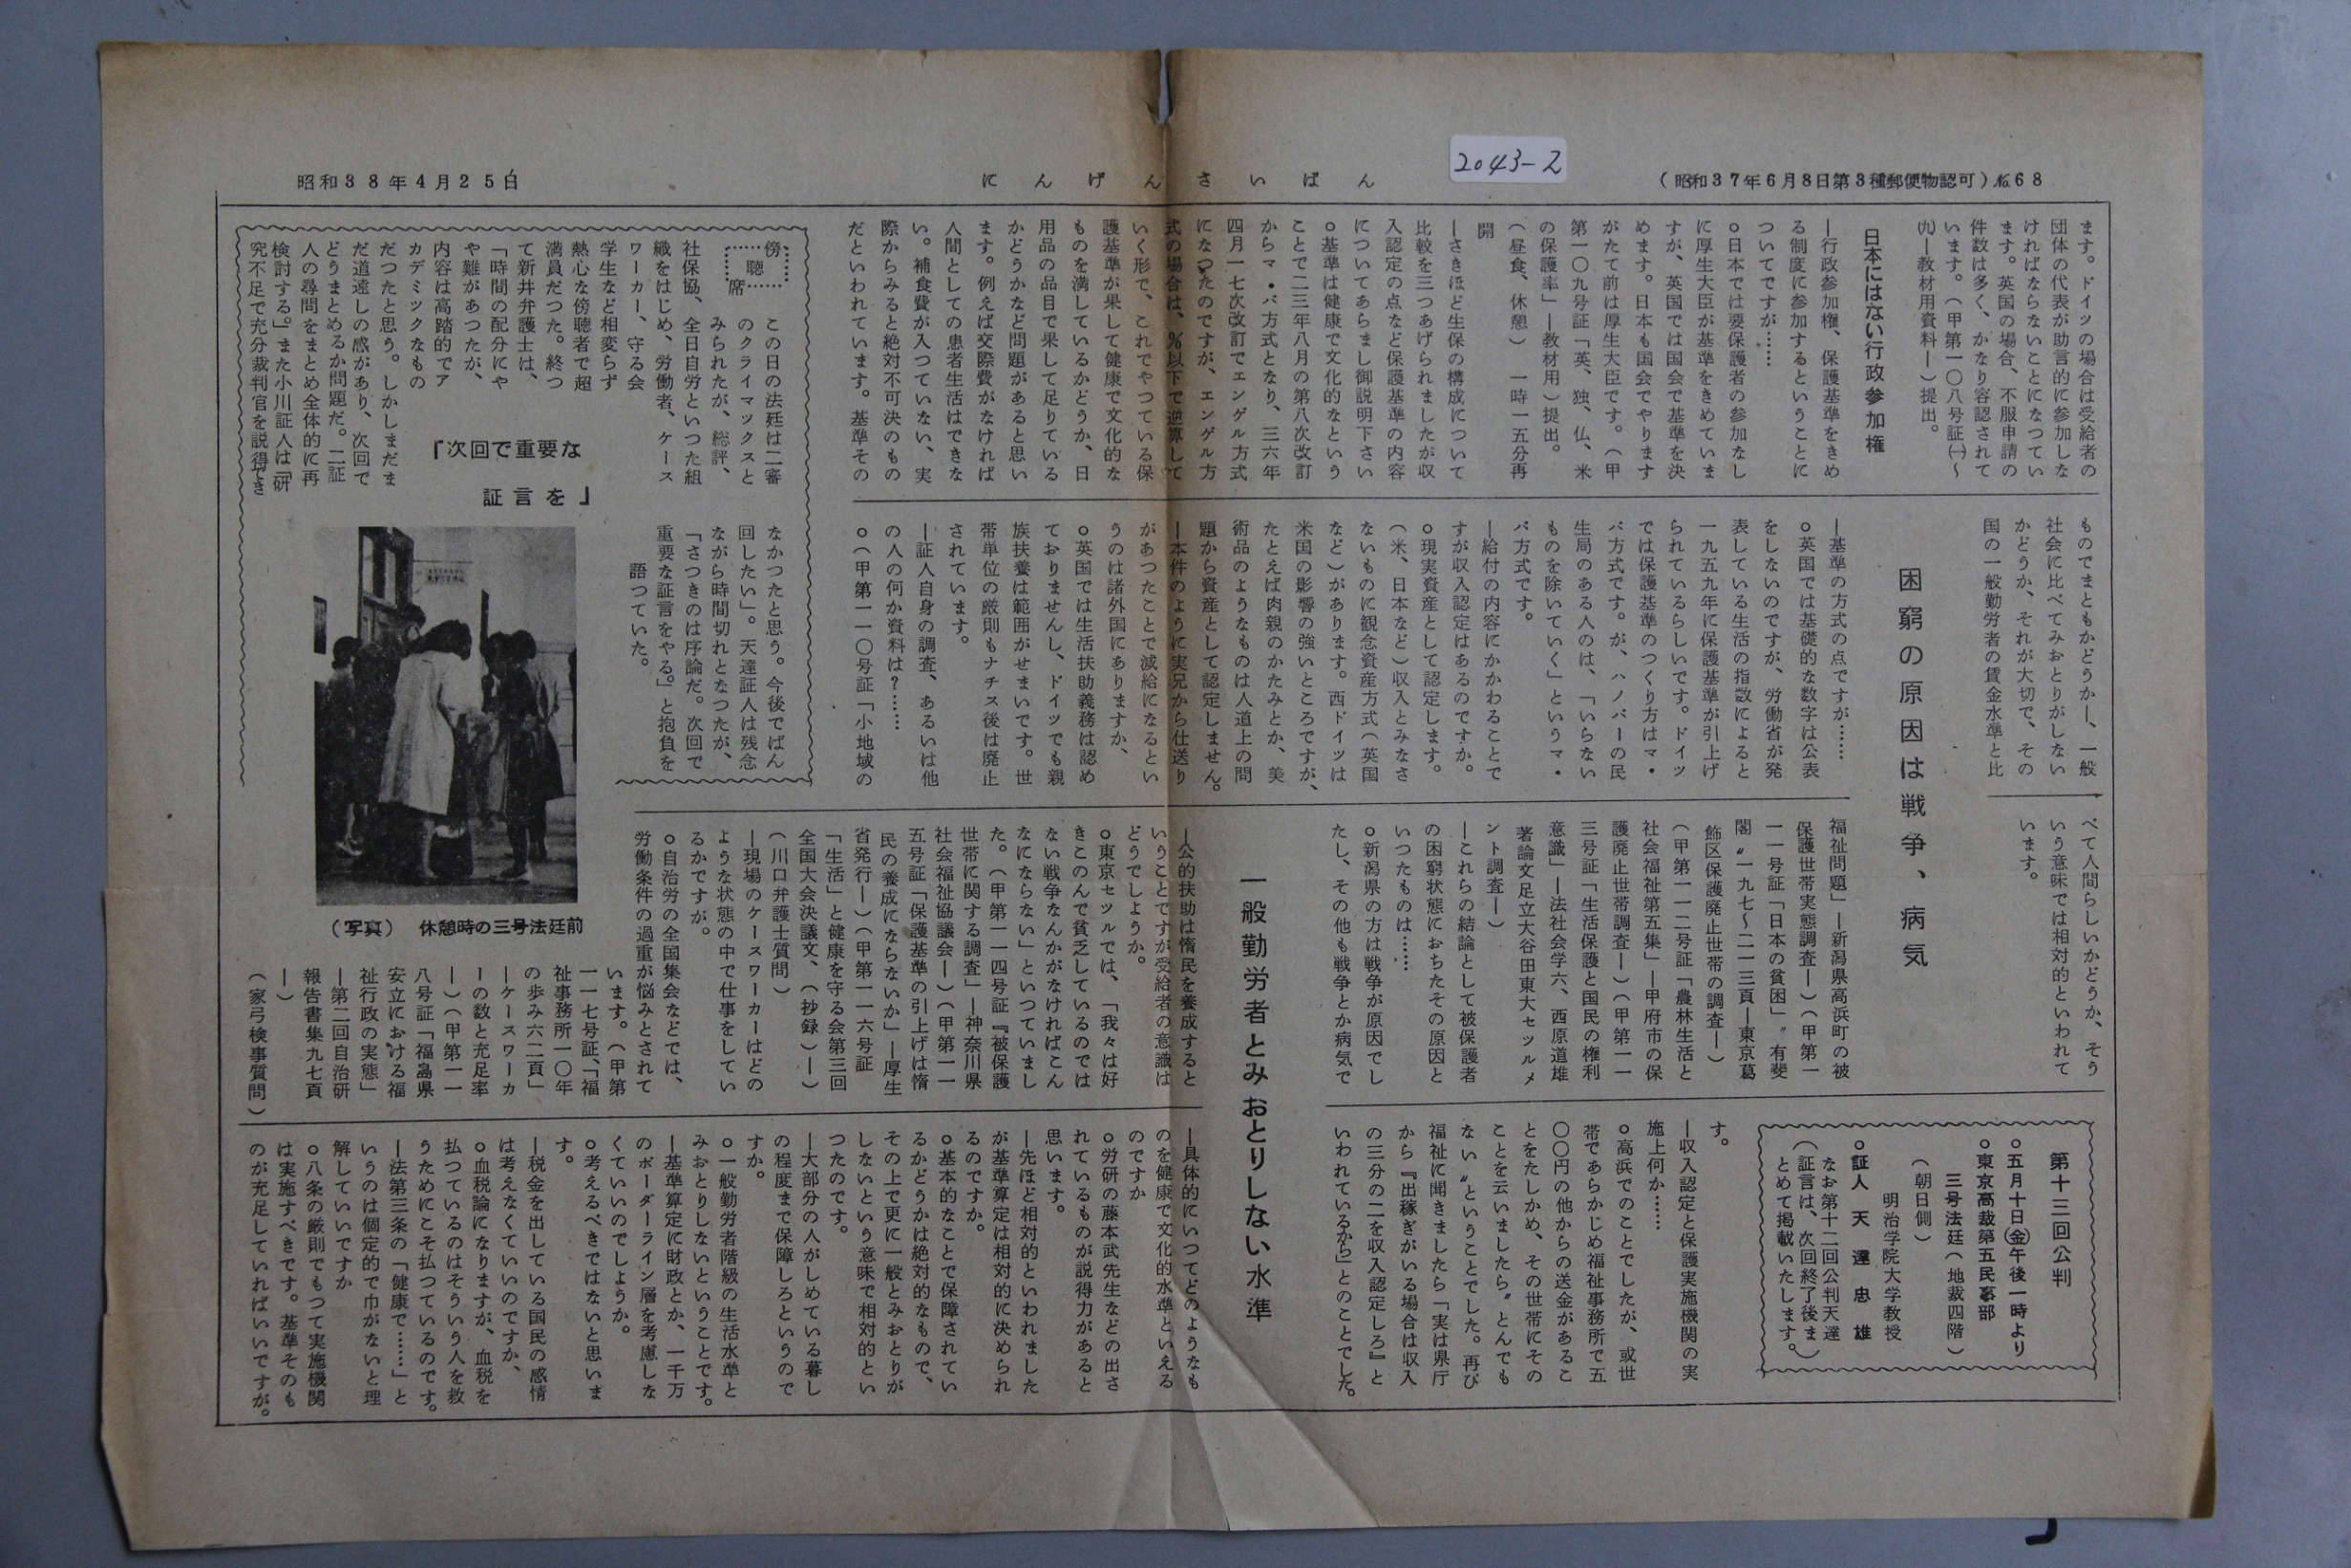 昭和38年4月25日
にんげんさいばん
2043-2
(昭和37年6月8日第3種郵便物認可)№68
ます。ドイツの場合は受給者の
団体の代表が助言的に参加しな
ければならないことになつてい
ます。英国の場合、不服申請の
件数は多く、かなり容認されて
います。(甲第一〇八号証㈠～
㈨―教材用資料―)提出。
日本にはない行政参加権
―行政参加権、保護基準をきめ
る制度に参加するということに
ついてですが……
○日本では要保護者の参加なし
に厚生大臣が基準をきめていま
すが、英国では国会で基準を決
めます。日本も国会でやります
がたて前は厚生大臣です。(甲
第一〇九号証「英、独、仏、米
の保護率」―教材用)提出。
(昼食、休憩) 一時一五分再
開
―さきほど生保の構成について
比較を三つあげられましたが収
入認定の点など保護基準の内容
についてあらまし御説明下さい
○基準は健康で文化的なという
ことで二三年八月の第八次改訂
からマ・バ方式となり、三六年
四月一七次改訂でエンゲル方式
になつたのですが、エンゲル方
式の場合は、％以下で逆算して
いく形で、これでやつている保
護基準が果して健康で文化的な
ものを満しているかどうか、日
用品の品目で果して足りている
かどうかなど問題があると思い
ます。例えば交際費がなければ
人間としての患者生活はできな
い。補食費が入つていない、実
際からみると絶対不可決のもの
だといわれています。基準その
ものでまともかどうか―、一般
社会に比べてみおとりがしない
かどうか、それが大切で、その
国の一般勤労者の賃金水準と比
べて人間らしいかどうか、そう
いう意味では相対的といわれて
います。
困窮の原因は戦争、病気
―基準の方式の点ですが……
○英国では基礎的な数字は公表
をしないのですが、労働省が発
表している生活の指数によると
一九五九年に保護基準が引上げ
られているらしいです。ドイツ
では保護基準のつくり方はマ・
バ方式です。が、ハノバーの民
生局のある人のは、「いらない
ものを除いていく」というマ・
バ方式です。
―給付の内容にかかわることで
すが収入認定はあるのですか。
○現実資産として認定します。
(米、日本など)収入とみなさ
ないものに観念資産方式(英国
など)があります。西ドイツは
米国の影響の強いところですが、
たとえば肉親のかたみとか、美
術品のようなものは人道上の問
題から資産として認定しません。
―本件のように実兄から仕送り
があつたことで減給になるとい
うのは諸外国にありますか、
○英国では生活扶助義務は認め
ておりませんし、ドイツでも親
族扶養は範囲がせまいです。世
帯単位の厳則もナチス後は廃止
されています。
―証人自身の調査、あるいは他
の人の何か資料は?……
○(甲第一一〇号証「小地域の
福祉問題」―新潟県高浜町の被
保護世帯実態調査―)(甲第一
一一号証「日本の貧困」〃有斐
閣〃一九七~二一三頁―東京葛
飾区保護廃止世帯の調査―)
(甲第一一二号証「農林生活と
社会福祉第五集」―甲府市の保
護廃止世帯調査―)(甲第一一
三号証「生活保護と国民の権利
意識」―法社会学六、西原道雄
著論文足立大谷田東大セツルメ
ント調査―)
―これらの結論として被保護者
の困窮状態におちたその原因と
いつたものは……
○新潟県の方は戦争が原因でし
たし、その他も戦争とか病気で
す。
―収入認定と保護実施機関の実
施上何か……
○高浜でのことでしたが、或世
帯であらかじめ福祉事務所で五
〇〇円の他からの送金があるこ
とをたしかめ、その世帯にその
ことを云いましたら〃とんでも
ない〃ということでした。再び
福祉に聞きましたら「実は県庁
から『出稼ぎがいる場合は収入
の三分の二を収入認定しろ』と
いわれているから」とのことでした。
第十三回公判
○五月十日㈮午後一時より
○東京高裁第五民事部
三号法廷(地裁四階)
(朝日側)
明治学院大学教授
○証人 天達忠雄
なお第十二回公判天達
(証言は、次回終了後ま)
とめて掲載いたします。
一般勤労者とみおとりしない水準
―公的扶助は惰民を養成すると
いうことですが受給者の意識は
どうでしようか。
○東京セツルでは、「我々は好
きこのんで貧乏しているのでは
ない戦争なんかがなければこん
なにならない」といつていまし
た。(甲第一一四号証『被保護
世帯に関する調査」―神奈川県
社会福祉協議会―)(甲第一一
五号証「保護基準の引上げは惰
民の養成にならないか」―厚生
省発行―)(甲第一一六号証
「生活」と健康を守る会第三回
全国大会決議文、(抄録)―)
(川口弁護士質問)
―現場のケースワーカーはどの
ような状態の中で仕事をしてい
るかですが。
○自治労の全国集会などでは、
労働条件の過重が悩みとされて
います。(甲第
一一七号証、「福
祉事務所一〇年
の歩み六二頁」
―ケースワーカ
ーの数と充足率
―)(甲第一一
八号証「福島県
安立における福
祉行政の実態」
―第二回自治研
報告書集九七頁
―)
(家弓検事質問)
―具体的にいつてどのようなも
のを健康で文化的水準といえる
のですか
○労研の藤本武先生などの出さ
れているものが説得力があると
思います。
―先ほど相対的といわれました
が基準算定は相対的に決められ
るのですか。
○基本的なことで保障されてい
るかどうかは絶対的なもので、
その上で更に一般とみおとりが
しないという意味で相対的とい
つたのです。
―大部分の人がしめている暮し
の程度まで保障しろというので
すか。
○一般勤労者階級の生活水準と
みおとりしないということです。
―基準算定に財政とか、一千万
のボーダーライン層を考慮しな
くていいのでしようか。
○考えるべきではないと思いま
す。
―税金を出している国民の感情
は考えなくていいのですか、
○血税論になりますが、血税を
払つているのはそういう人を救
うためにこそ払つているのです。
―法第三条の「健康で……」と
いうのは個定的で巾がないと理
解していいですか
○八条の厳則でもつて実施機関
は実施すべきです。基準そのも
のが充足していればいいですが。
傍聴席
「次回で重要な
証言を」
この日の法廷は二審
のクライマックスと
みられたが、総評、
社保協、全日自労といつた組
織をはじめ、労働者、ケース
ワーカー、守る会
学生など相変らず
熱心な傍聴者で超
満員だつた。終つ
て新井弁護士は、
「時間の配分にや
や難があつたが、
内容は高踏的でア
カデミックなもの
だつたと思う。しかしまだま
だ道遠しの感があり、次回で
どうまとめるか問題だ。二証
人の尋問をまとめ全体的に再
検討する。」また小川証人は「研
究不足で充分裁判官を説得でき
なかつたと思う。今後でばん
回したい」。天達証人は残念
ながら時間切れとなつたが、
「さつきのは序論だ。次回で
重要な証言をやる。」と抱負を
語つていた。
(写真) 休憩時の三号法廷前